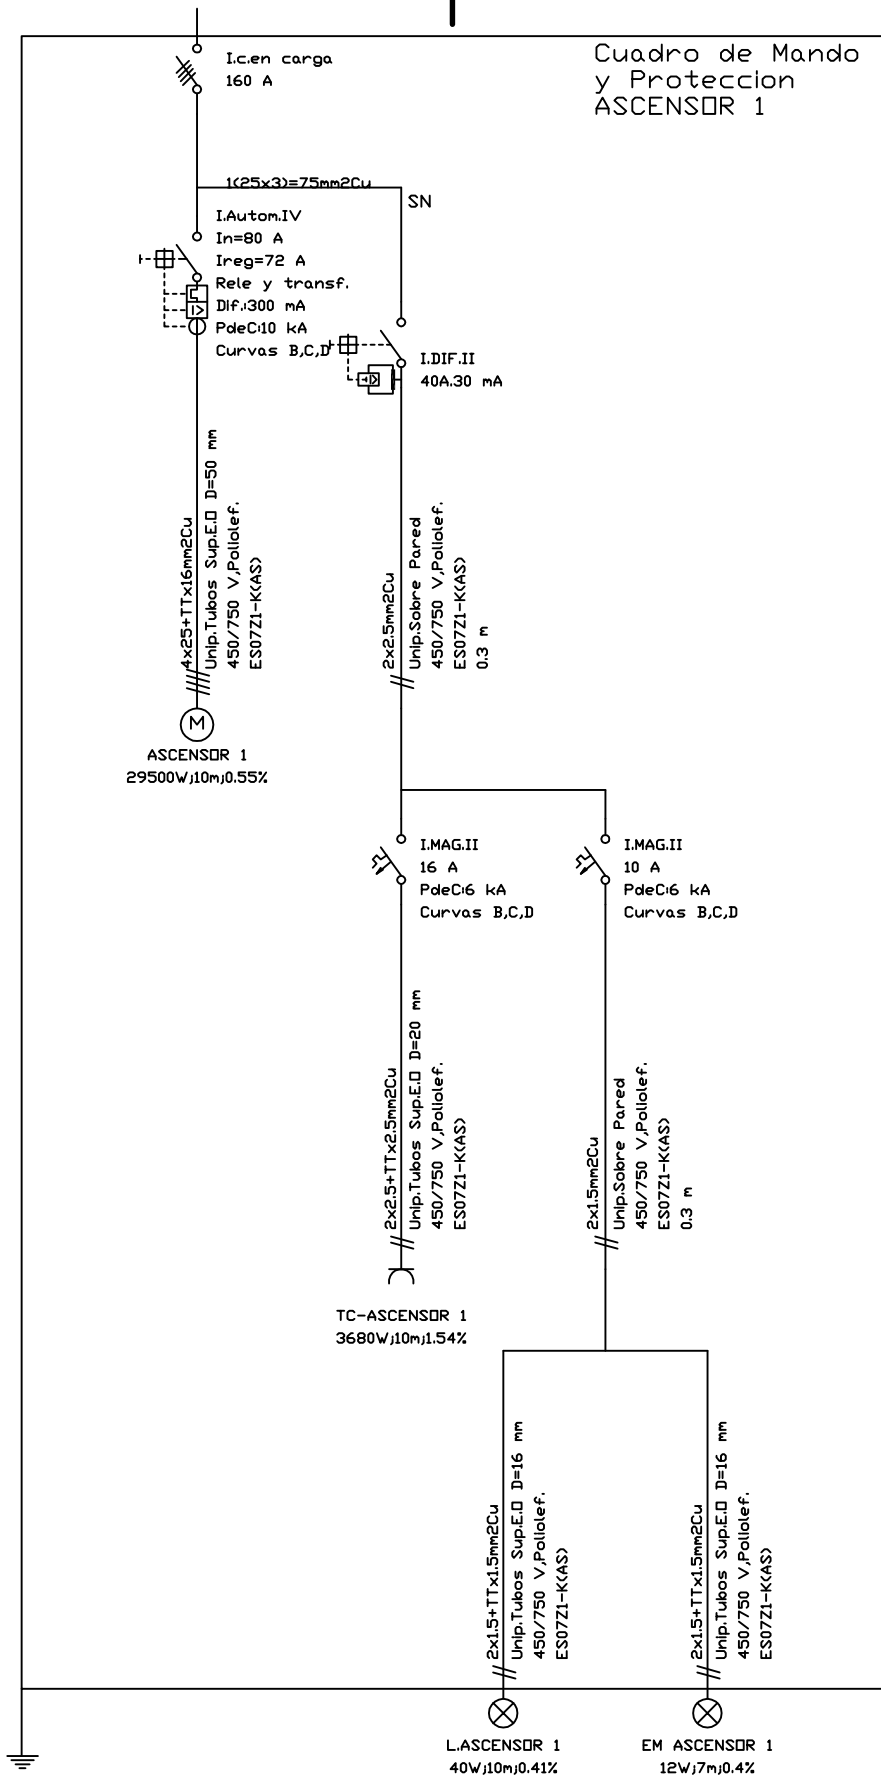 Cuadro de Mando
y Proteccion
ASCENSOR 1
I.c.en carga
160 A
1(25x3)=75mm2Cu
SN
I.Autom.IV
In=80 A
Ireg=72 A
Rele y transf.
Dif.:300 mA
PdeC:10 kA
Curvas B,C,D
I.DIF.II
40A.30 mA
4x25+TTx16mm2Cu
Unip.Tubos Sup.E.O D=50 mm
450/750 V,Poliolef.
ES07Z1-K(AS)
2x2.5mm2Cu
Unip.Sobre Pared
450/750 V,Poliolef.
ES07Z1-K(AS)
0.3 m
M
ASCENSOR 1
29500W;10m;0.55%
I.MAG.II
16 A
PdeC:6 kA
Curvas B,C,D
I.MAG.II
10 A
PdeC:6 kA
Curvas B,C,D
2x2.5+TTx2.5mm2Cu
Unip.Tubos Sup.E.O D=20 mm
450/750 V,Poliolef.
ES07Z1-K(AS)
2x1.5mm2Cu
Unip.Sobre Pared
450/750 V,Poliolef.
ES07Z1-K(AS)
0.3 m
TC-ASCENSOR 1
3680W;10m;1.54%
2x1.5+TTx1.5mm2Cu
Unip.Tubos Sup.E.O D=16 mm
450/750 V,Poliolef.
ES07Z1-K(AS)
2x1.5+TTx1.5mm2Cu
Unip.Tubos Sup.E.O D=16 mm
450/750 V,Poliolef.
ES07Z1-K(AS)
L.ASCENSOR 1
40W;10m;0.41%
EM ASCENSOR 1
12W;7m;0.4%